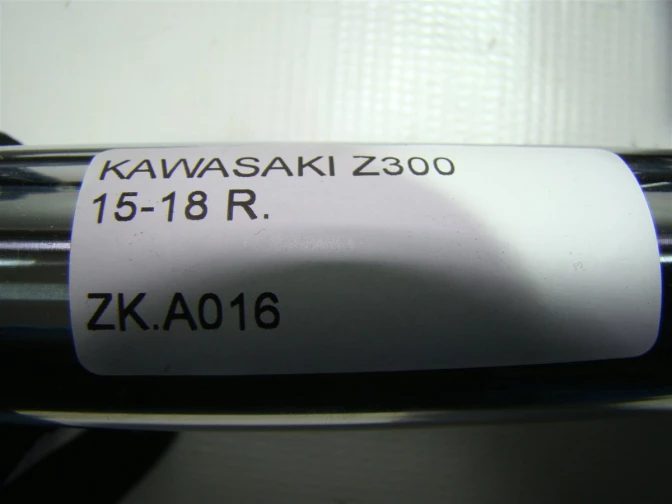 KAWASAKI Z300
15-18 R.
ZK.A016